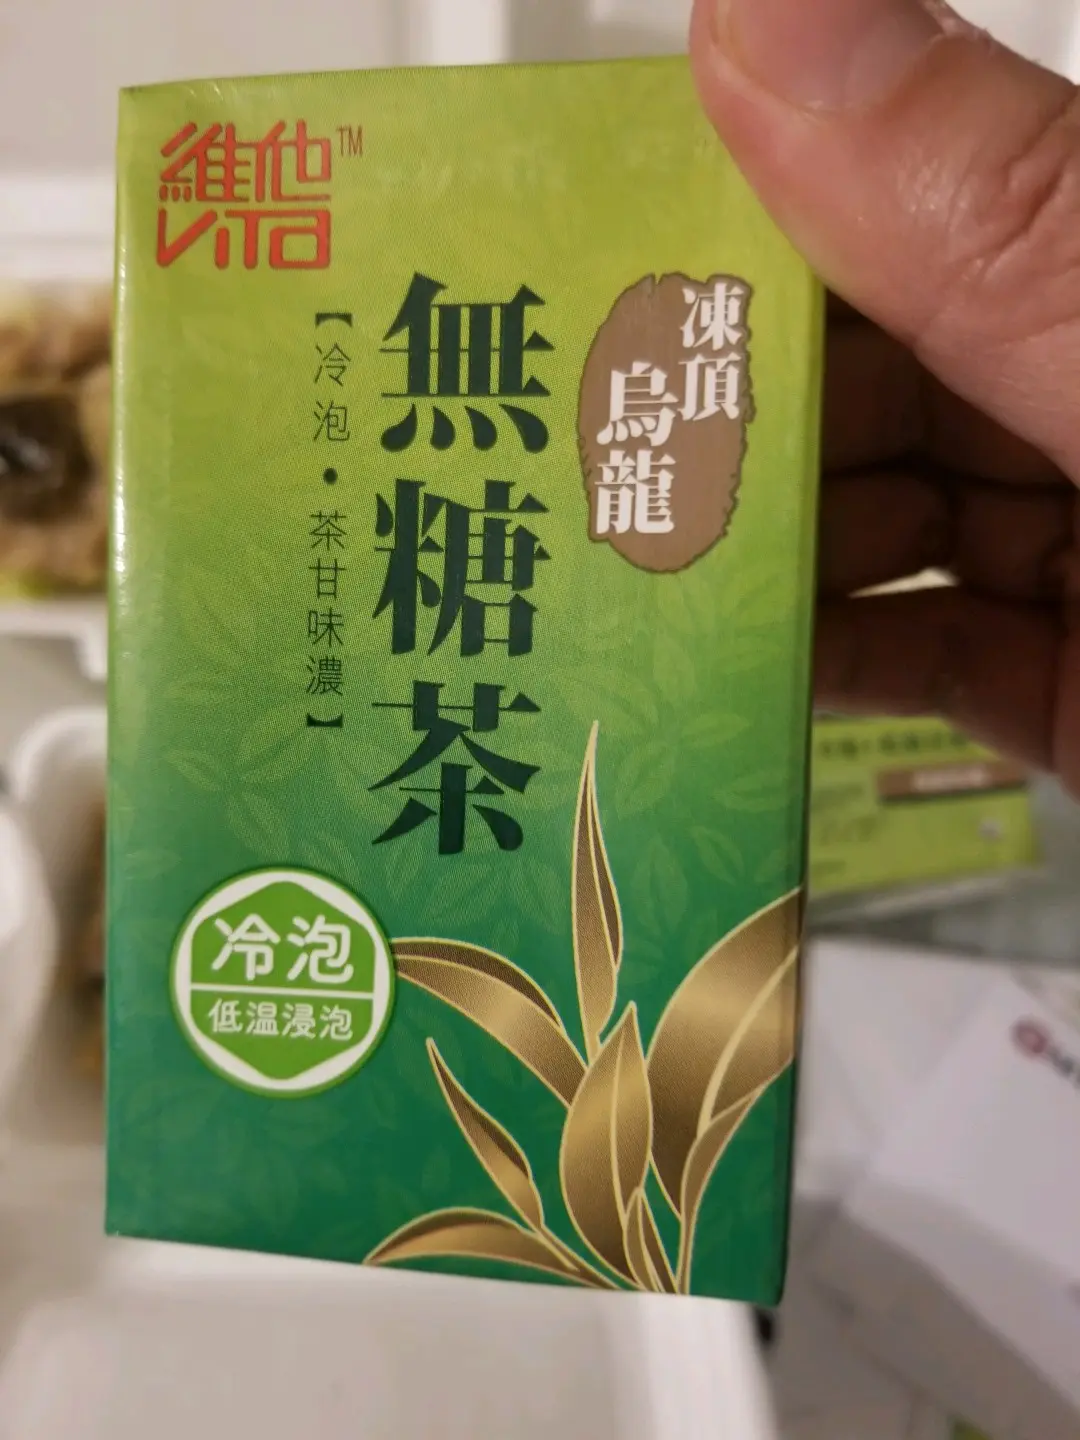 維他™
VITA
凍頂
烏龍
無糖茶
【冷泡・茶甘味濃】
冷泡
低温浸泡